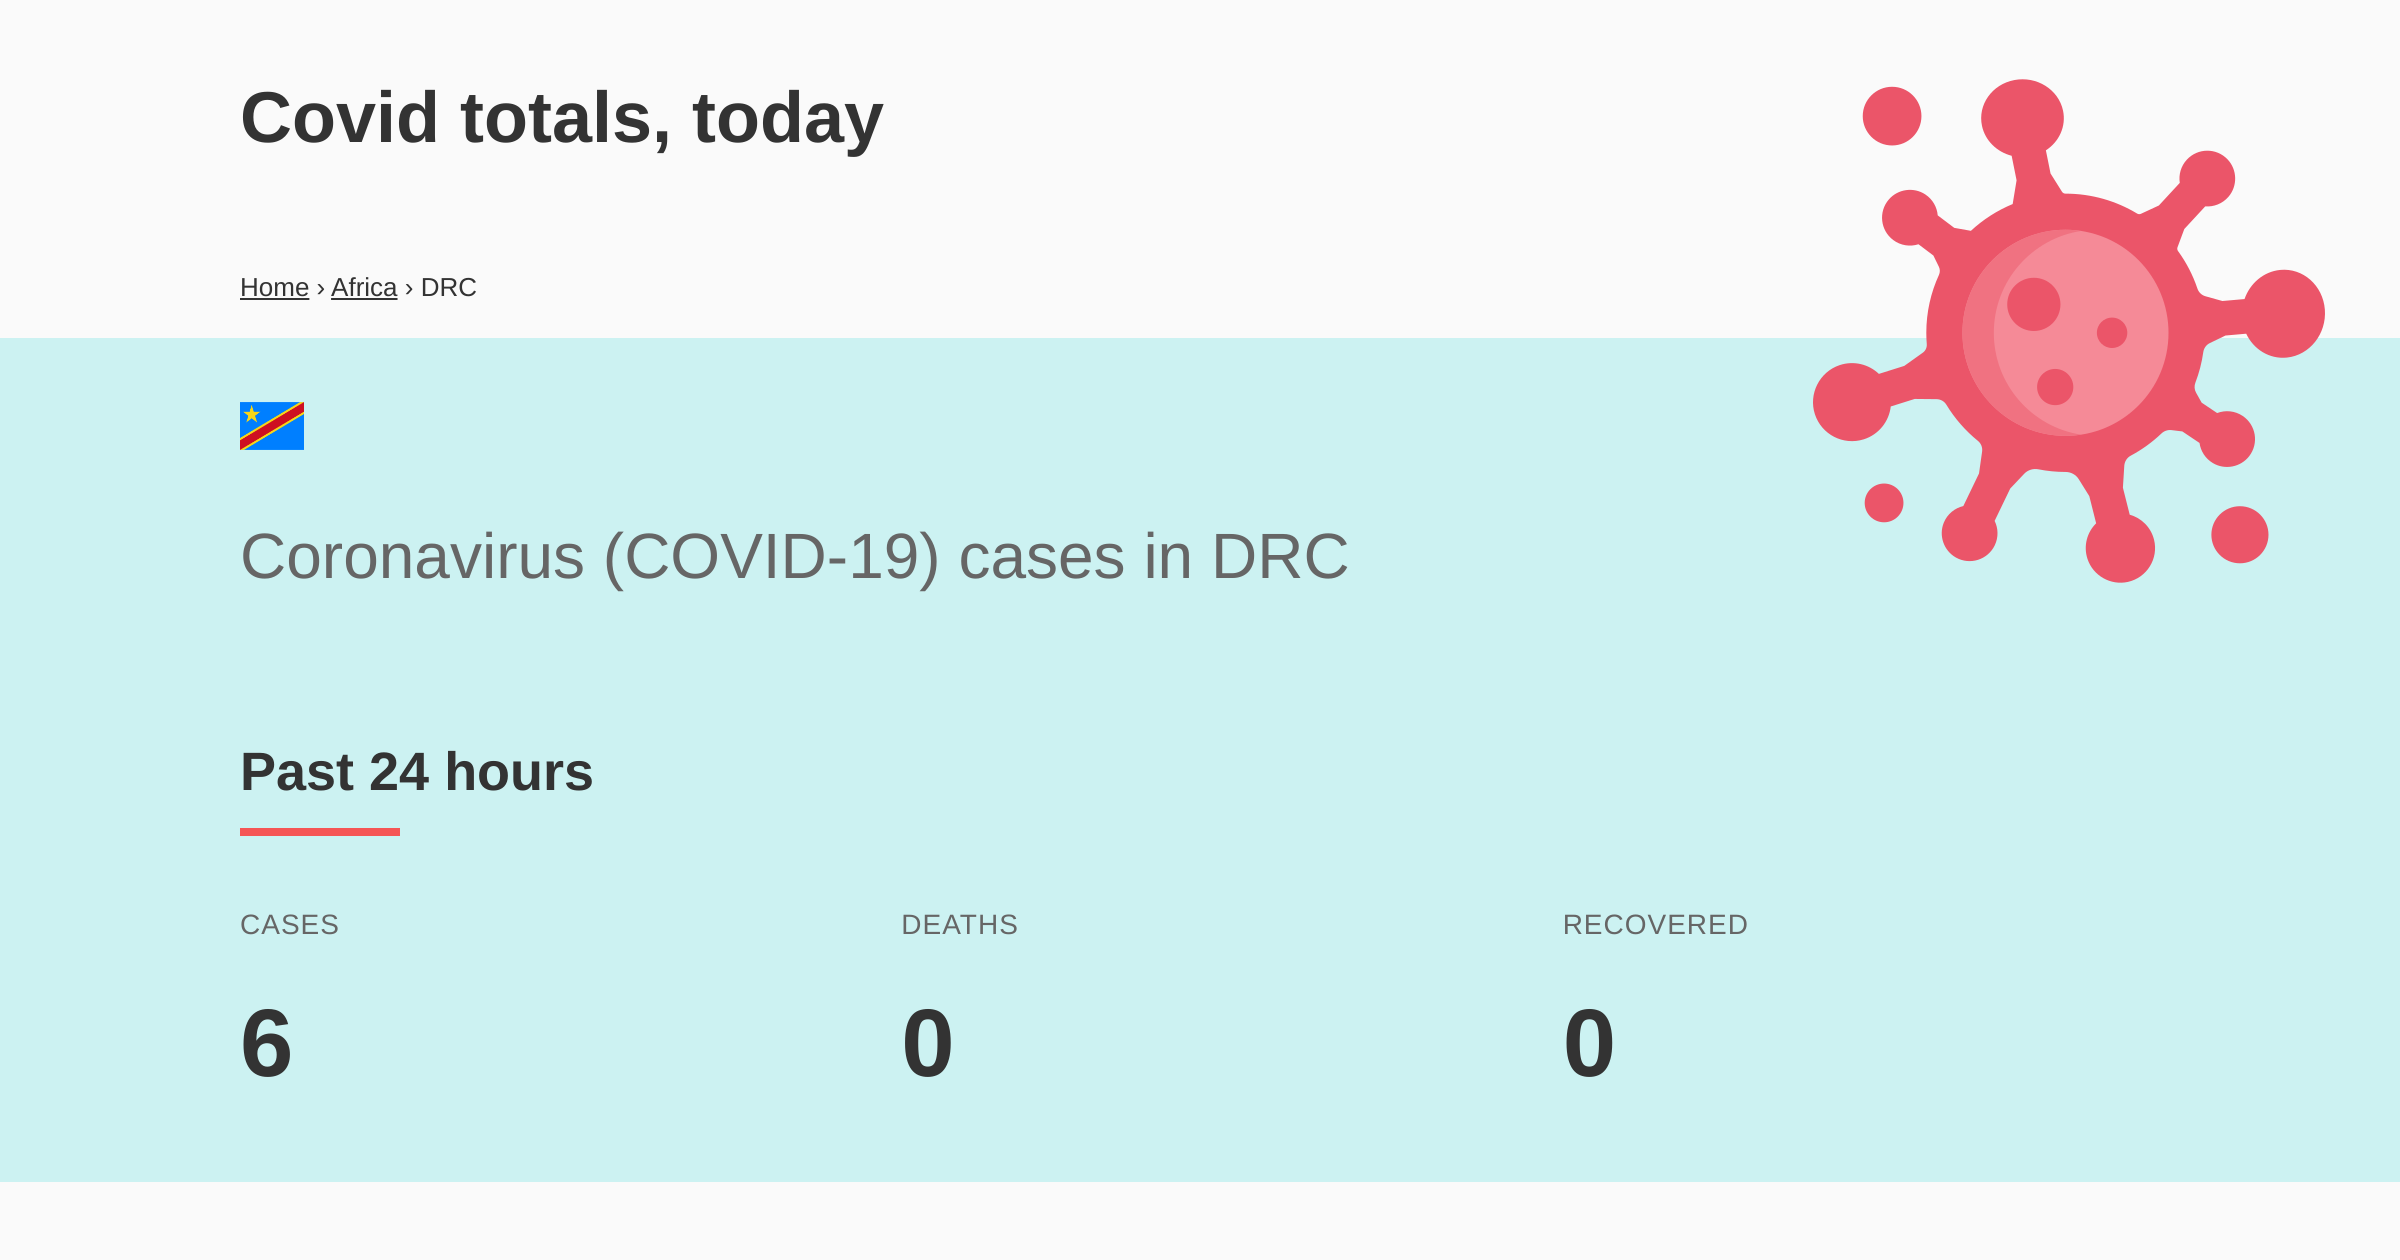 Covid totals, today
Home › Africa › DRC
Coronavirus (COVID-19) cases in DRC
Past 24 hours
CASES DEATHS RECOVERED
6 0 0